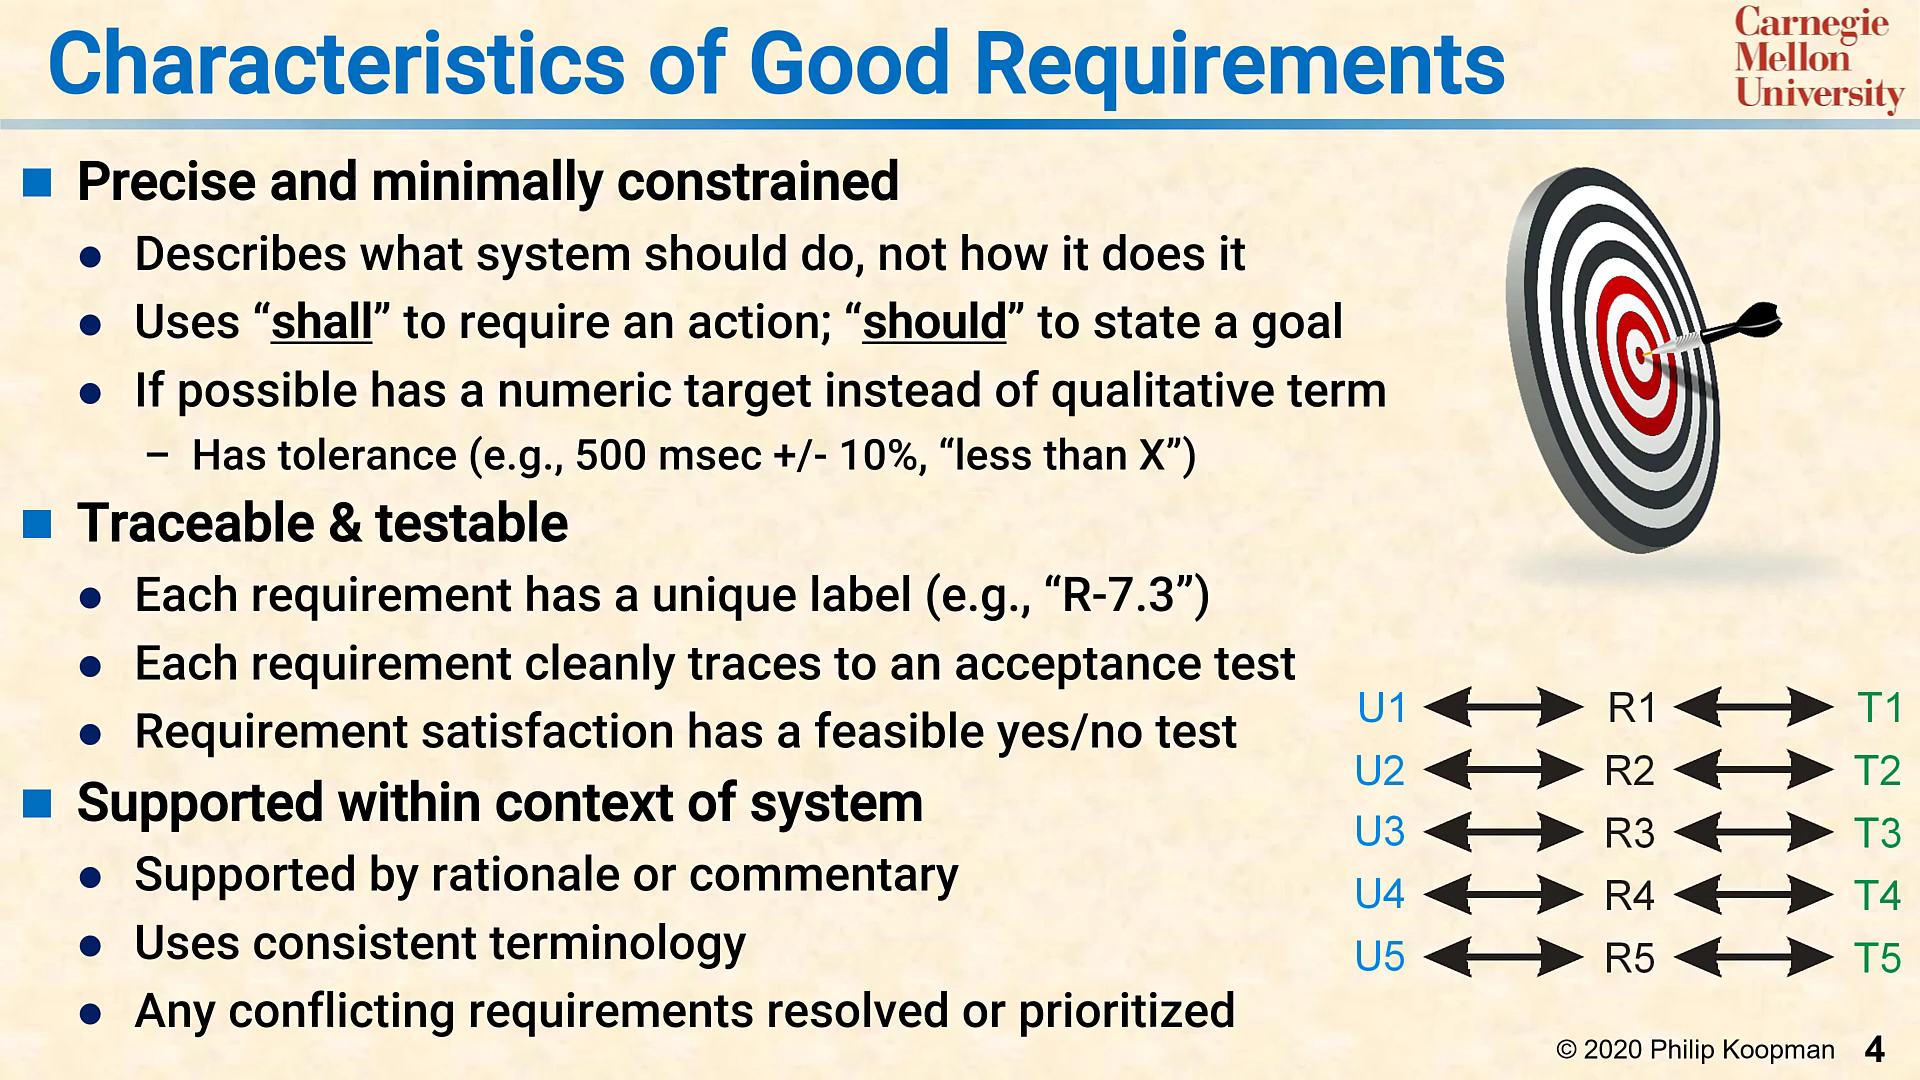 Characteristics of Good Requirements
Carnegie
Mellon
University
Precise and minimally constrained
Describes what system should do, not how it does it
Uses “shall” to require an action; “should” to state a goal
If possible has a numeric target instead of qualitative term
– Has tolerance (e.g., 500 msec +/- 10%, “less than X”)
Traceable & testable
Each requirement has a unique label (e.g., “R-7.3”)
Each requirement cleanly traces to an acceptance test
Requirement satisfaction has a feasible yes/no test
Supported within context of system
Supported by rationale or commentary
Uses consistent terminology
Any conflicting requirements resolved or prioritized
U1 R1 T1
U2 R2 T2
U3 R3 T3
U4 R4 T4
U5 R5 T5
© 2020 Philip Koopman 4